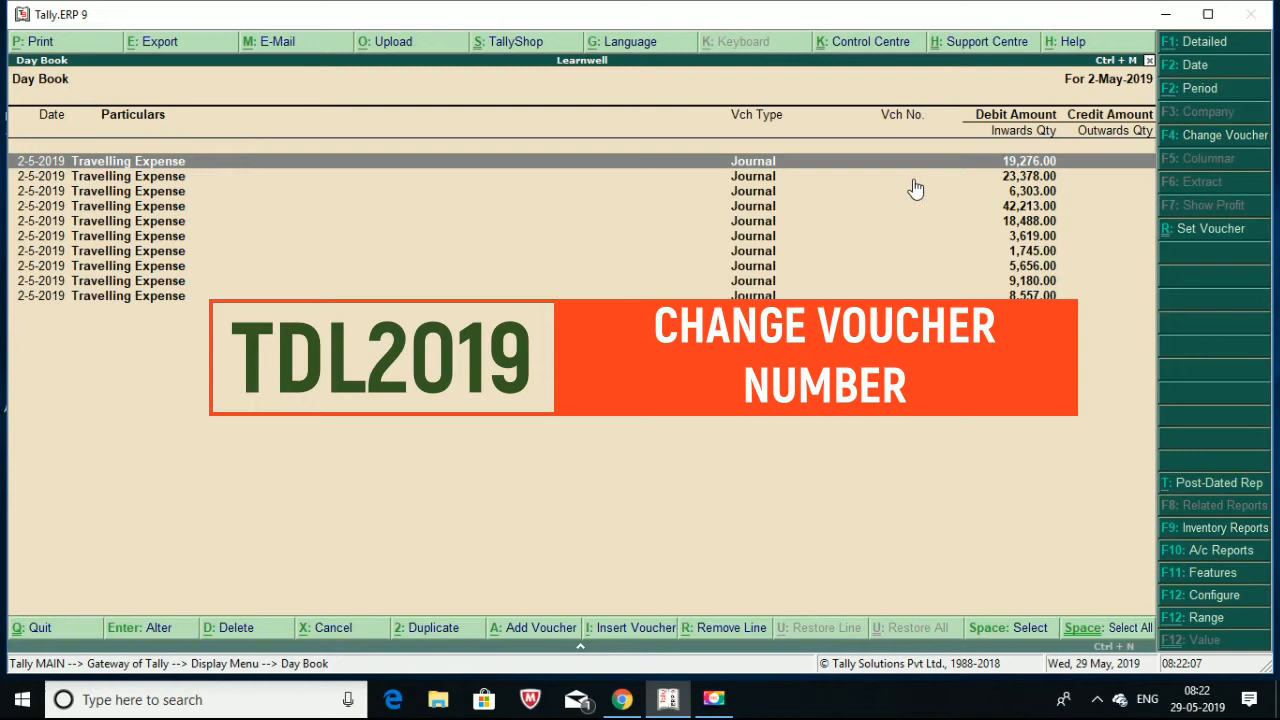 Tally.ERP 9
P: Print E: Export M: E-Mail O: Upload S: TallyShop G: Language K: Keyboard K: Control Centre H: Support Centre H: Help
Day Book Learnwell Ctrl + M
Day Book For 2-May-2019
Date Particulars Vch Type Vch No. Debit Amount Credit Amount
Inwards Qty Outwards Qty
2-5-2019 Travelling Expense Journal 19,276.00
2-5-2019 Travelling Expense Journal 23,378.00
2-5-2019 Travelling Expense Journal 6,303.00
2-5-2019 Travelling Expense Journal 42,213.00
2-5-2019 Travelling Expense Journal 18,488.00
2-5-2019 Travelling Expense Journal 3,619.00
2-5-2019 Travelling Expense Journal 1,745.00
2-5-2019 Travelling Expense Journal 5,656.00
2-5-2019 Travelling Expense Journal 9,180.00
2-5-2019 Travelling Expense Journal 8,557.00
TDL2019
CHANGE VOUCHER
NUMBER
F1: Detailed
F2: Date
F2: Period
F3: Company
F4: Change Voucher
F5: Columnar
F6: Extract
F7: Show Profit
R: Set Voucher
T: Post-Dated Rep
F8: Related Reports
F9: Inventory Reports
F10: A/c Reports
F11: Features
F12: Configure
F12: Range
F12: Value
Q: Quit Enter: Alter D: Delete X: Cancel 2: Duplicate A: Add Voucher I: Insert Voucher R: Remove Line U: Restore Line U: Restore All Space: Select Space: Select All
Ctrl + N
Tally MAIN --> Gateway of Tally --> Display Menu --> Day Book © Tally Solutions Pvt Ltd., 1988-2018 Wed, 29 May, 2019 08:22:07
Type here to search
1
ENG
08:22
29-05-2019